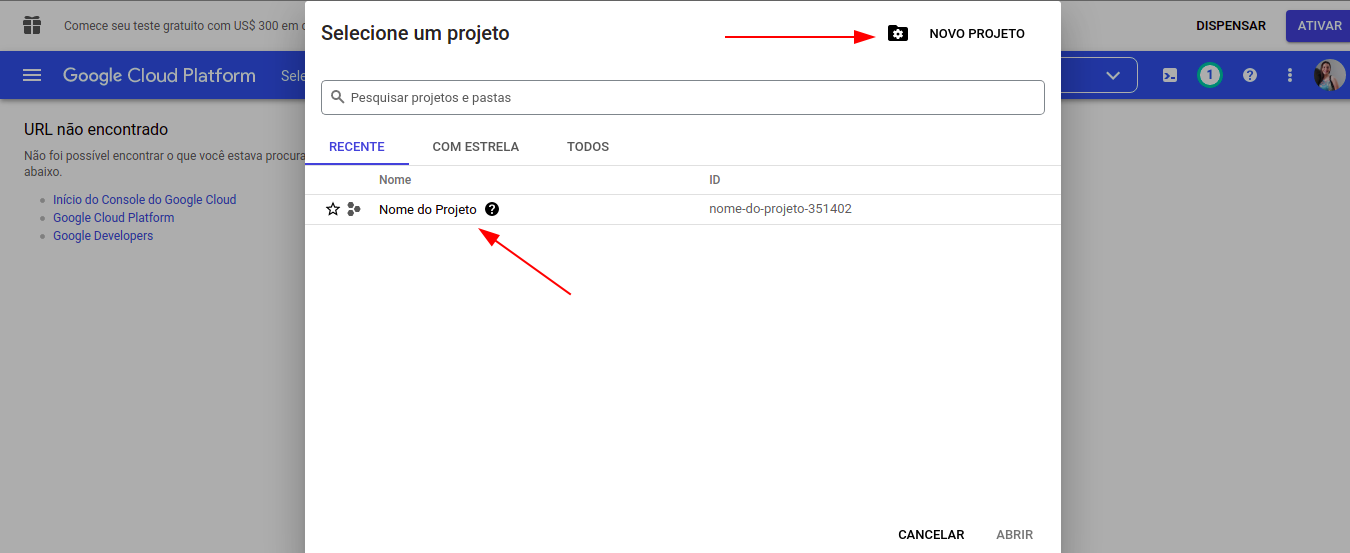 Comece seu teste gratuito com US$ 300 em c
DISPENSAR
ATIVAR
Google Cloud Platform
Sele
1
URL não encontrado
Não foi possível encontrar o que você estava procura
abaixo.
Início do Console do Google Cloud
Google Cloud Platform
Google Developers
Selecione um projeto
NOVO PROJETO
Pesquisar projetos e pastas
RECENTE COM ESTRELA TODOS
Nome ID
Nome do Projeto ? nome-do-projeto-351402
CANCELAR ABRIR